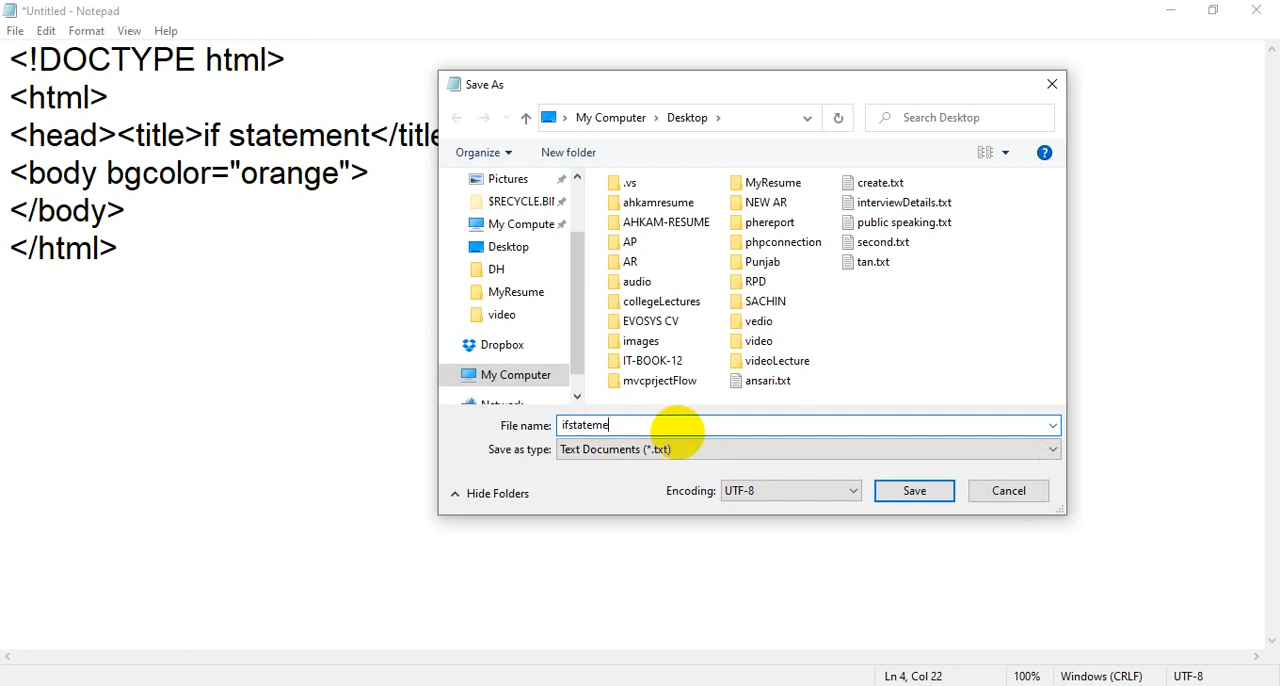 *Untitled - Notepad
File Edit Format View Help
<!DOCTYPE html>
<html>
<head><title>if statement</title
<body bgcolor="orange">
</body>
</html>
Save As
My Computer Desktop
Search Desktop
Organize New folder
Pictures
$RECYCLE.BI
My Compute
Desktop
DH
MyResume
video
Dropbox
My Computer
Network
.vs
ahkamresume
AHKAM-RESUME
AP
AR
audio
collegeLectures
EVOSYS CV
images
IT-BOOK-12
mvcprjectFlow
MyResume
NEW AR
phereport
phpconnection
Punjab
RPD
SACHIN
vedio
video
videoLecture
ansari.txt
create.txt
interviewDetails.txt
public speaking.txt
second.txt
tan.txt
File name: ifstateme
Save as type: Text Documents (*.txt)
Hide Folders
Encoding: UTF-8
Save
Cancel
Ln 4, Col 22 100% Windows (CRLF) UTF-8